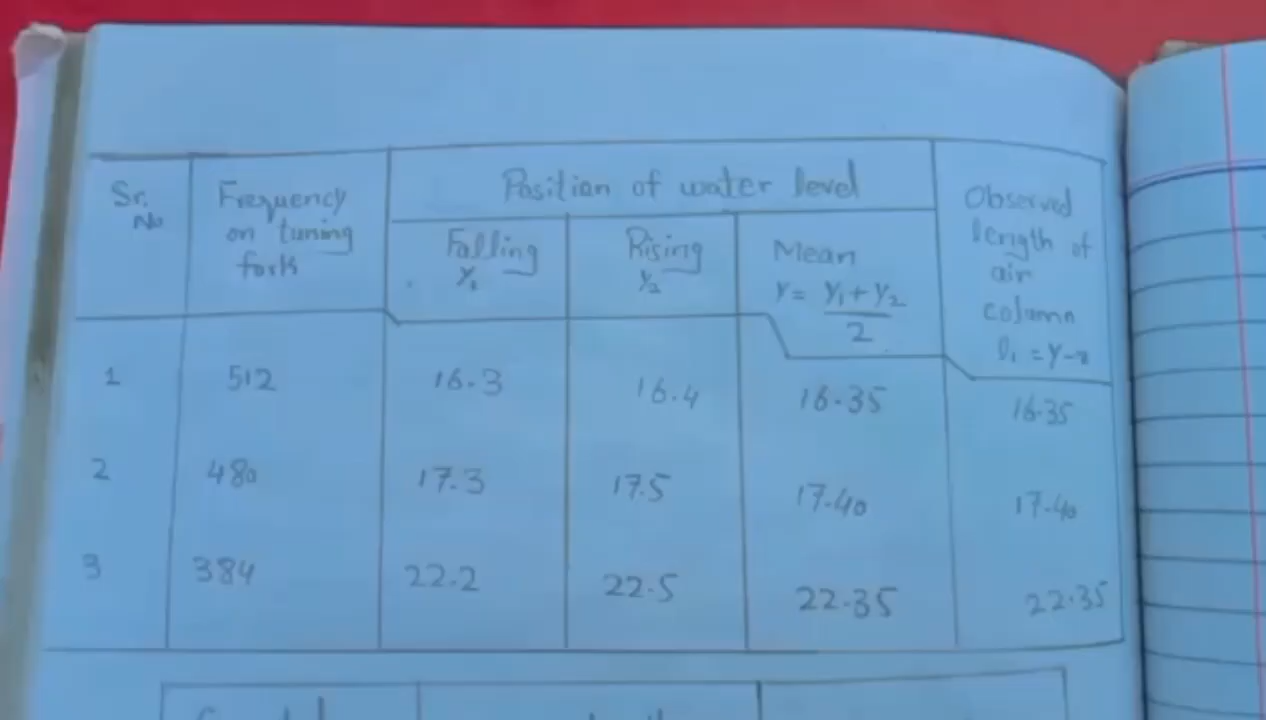 Position of water level
Sr. No
Frequency
on tuning
fork
Falling
Y₁
Rising
Y₂
Mean
Y = Y₁+Y₂
2
Observed
length of
air
column
l₁ = Y-x
1 512 16.3 16.4 16.35 16.35
2 480 17.3 17.5 17.40 17.40
3 384 22.2 22.5 22.35 22.35